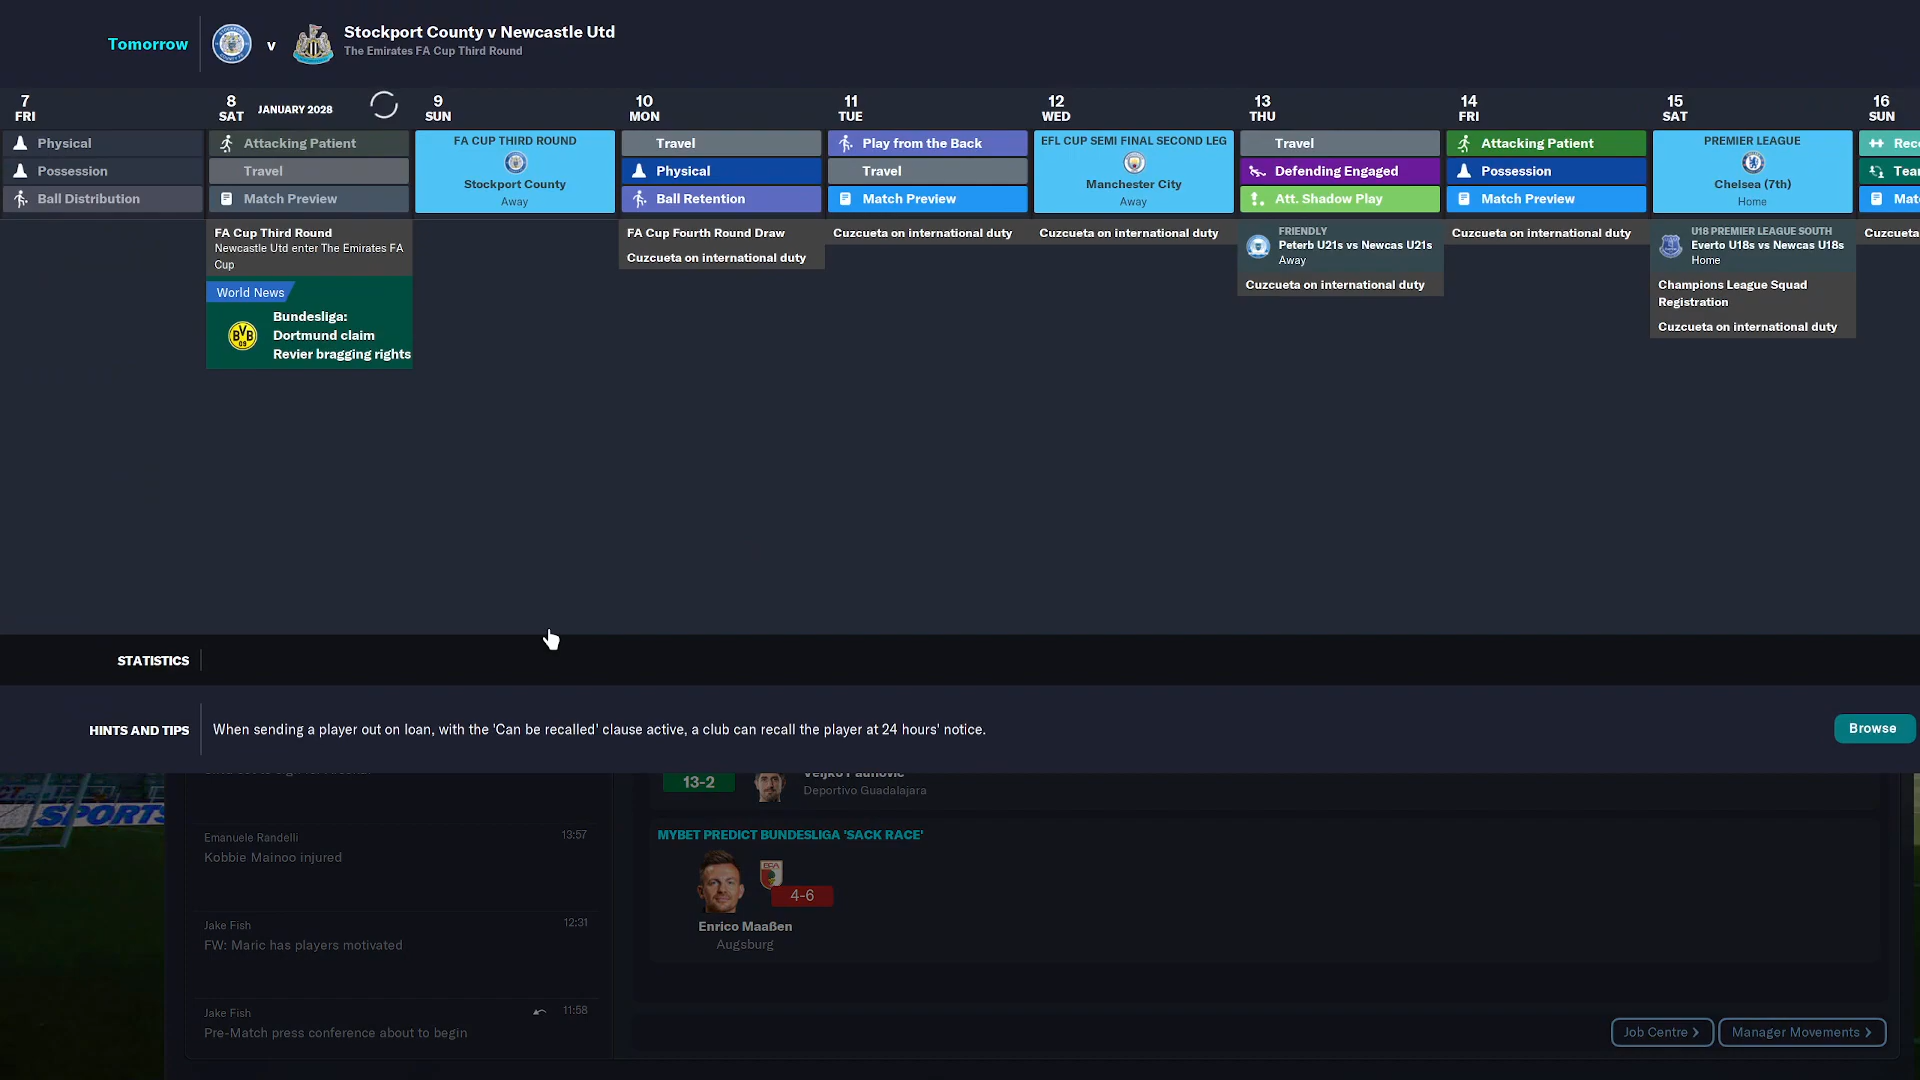 Tomorrow
v
Stockport County v Newcastle Utd
The Emirates FA Cup Third Round
7
FRI
8
SAT
JANUARY 2028
9
SUN
10
MON
11
TUE
12
WED
13
THU
14
FRI
15
SAT
16
SUN
Physical
Possession
Ball Distribution
Attacking Patient
Travel
Match Preview
FA Cup Third Round
Newcastle Utd enter The Emirates FA
Cup
World News
Bundesliga:
Dortmund claim
Revier bragging rights
FA CUP THIRD ROUND
Stockport County
Away
Travel
Physical
Ball Retention
FA Cup Fourth Round Draw
Cuzcueta on international duty
Play from the Back
Travel
Match Preview
Cuzcueta on international duty
EFL CUP SEMI FINAL SECOND LEG
Manchester City
Away
Cuzcueta on international duty
Travel
Defending Engaged
Att. Shadow Play
FRIENDLY
Peterb U21s vs Newcas U21s
Away
Cuzcueta on international duty
Attacking Patient
Possession
Match Preview
Cuzcueta on international duty
PREMIER LEAGUE
Chelsea (7th)
Home
U18 PREMIER LEAGUE SOUTH
Everto U18s vs Newcas U18s
Home
Champions League Squad
Registration
Cuzcueta on international duty
Rec
Tea
Mat
Cuzcueta
STATISTICS
HINTS AND TIPS
When sending a player out on loan, with the 'Can be recalled' clause active, a club can recall the player at 24 hours' notice.
Browse
SPORTS
13-2
Veljko Paunovic
Deportivo Guadalajara
Emanuele Randelli
13:57
Kobbie Mainoo injured
MYBET PREDICT BUNDESLIGA 'SACK RACE'
4-6
Enrico Maaßen
Augsburg
Jake Fish
12:31
FW: Maric has players motivated
Jake Fish
11:58
Pre-Match press conference about to begin
Job Centre >
Manager Movements >